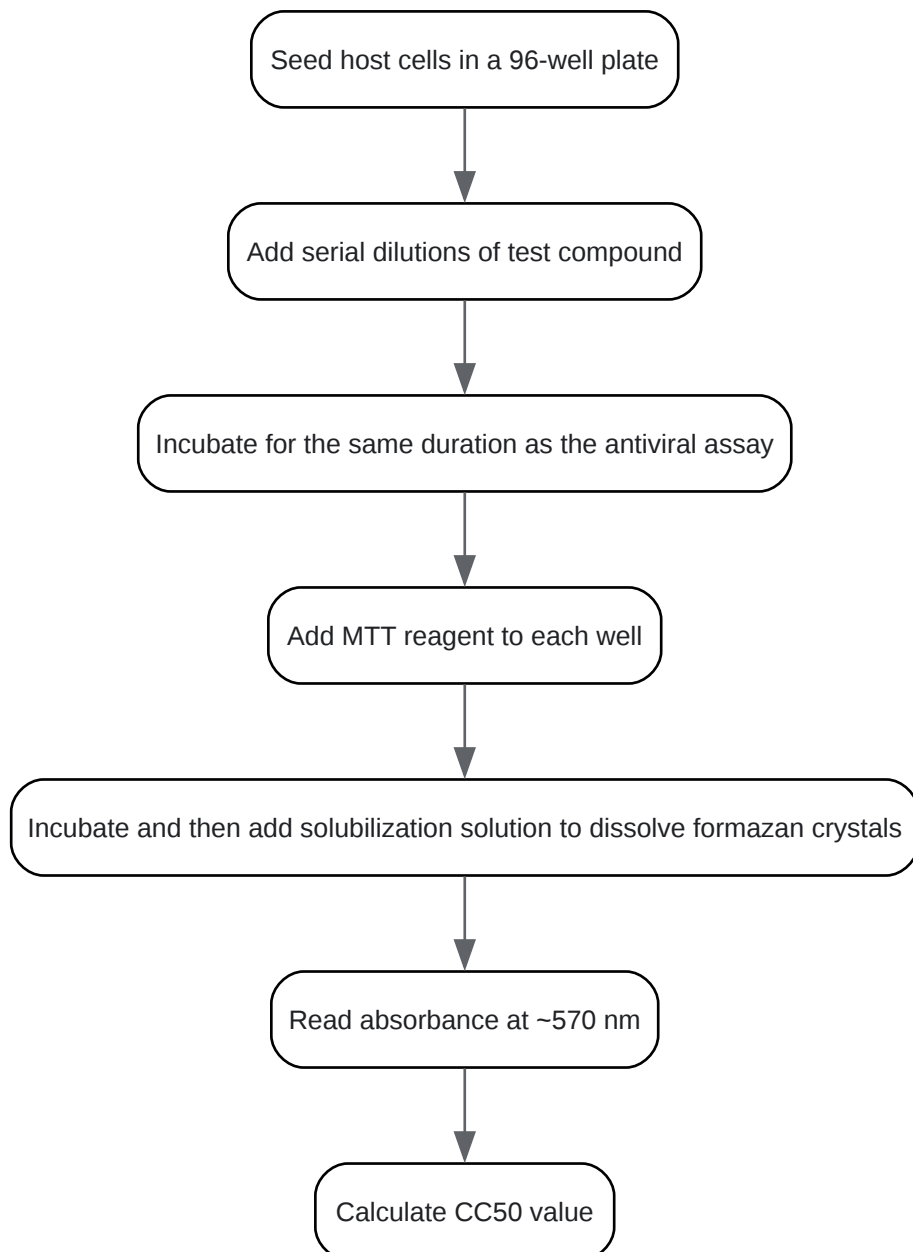 Seed host cells in a 96-well plate
Add serial dilutions of test compound
Incubate for the same duration as the antiviral assay
Add MTT reagent to each well
Incubate and then add solubilization solution to dissolve formazan crystals
Read absorbance at ~570 nm
Calculate CC50 value